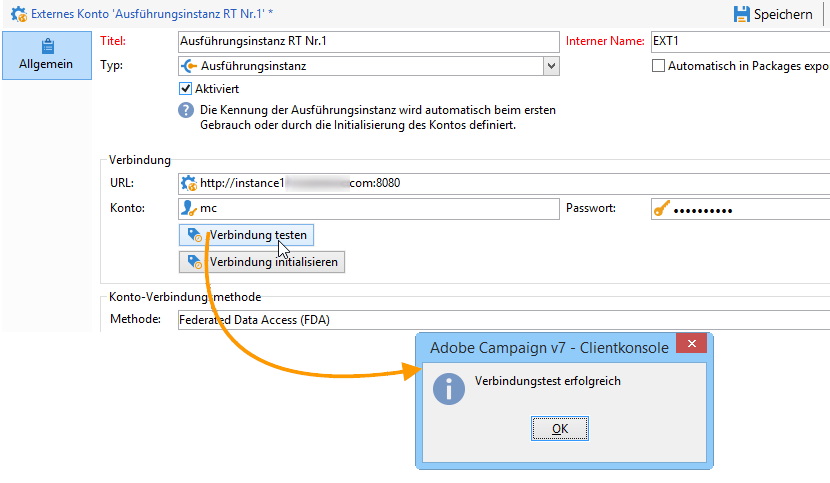 Externes Konto 'Ausführungsinstanz RT Nr.1' *
Speichern
Allgemein
Titel: Ausführungsinstanz RT Nr.1 Interner Name: EXT1
Typ: Ausführungsinstanz Automatisch in Packages expo
Aktiviert
Die Kennung der Ausführungsinstanz wird automatisch beim ersten
Gebrauch oder durch die Initialisierung des Kontos definiert.
Verbindung
URL: http://instance1 com:8080
Konto: mc Passwort: ••••••••••
Verbindung testen
Verbindung initialisieren
Konto-Verbindungsmethode
Methode: Federated Data Access (FDA)
Adobe Campaign v7 - Clientkonsole
Verbindungstest erfolgreich
OK